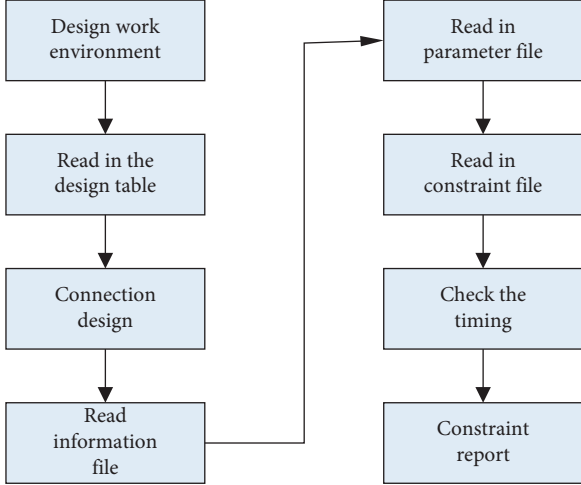 Design work
environment
Read in the
design table
Connection
design
Read
information
file
Read in
parameter file
Read in
constraint file
Check the
timing
Constraint
report